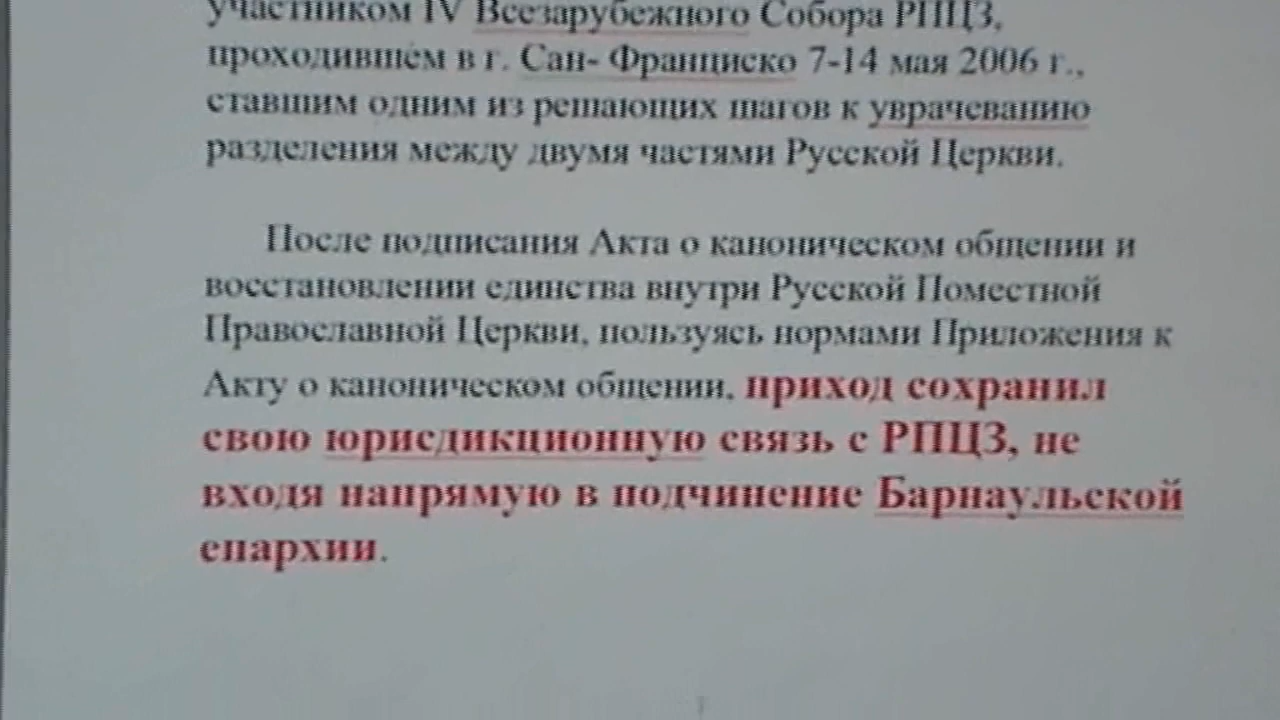 участником IV Всезарубежного Собора РПЦЗ,
проходившем в г. Сан- Франциско 7-14 мая 2006 г.,
ставшим одним из решающих шагов к уврачеванию
разделения между двумя частями Русской Церкви.
После подписания Акта о каноническом общении и
восстановлении единства внутри Русской Поместной
Православной Церкви, пользуясь нормами Приложения к
Акту о каноническом общении, приход сохранил
свою юрисдикционную связь с РПЦЗ, не
входя напрямую в подчинение Барнаульской
епархии.